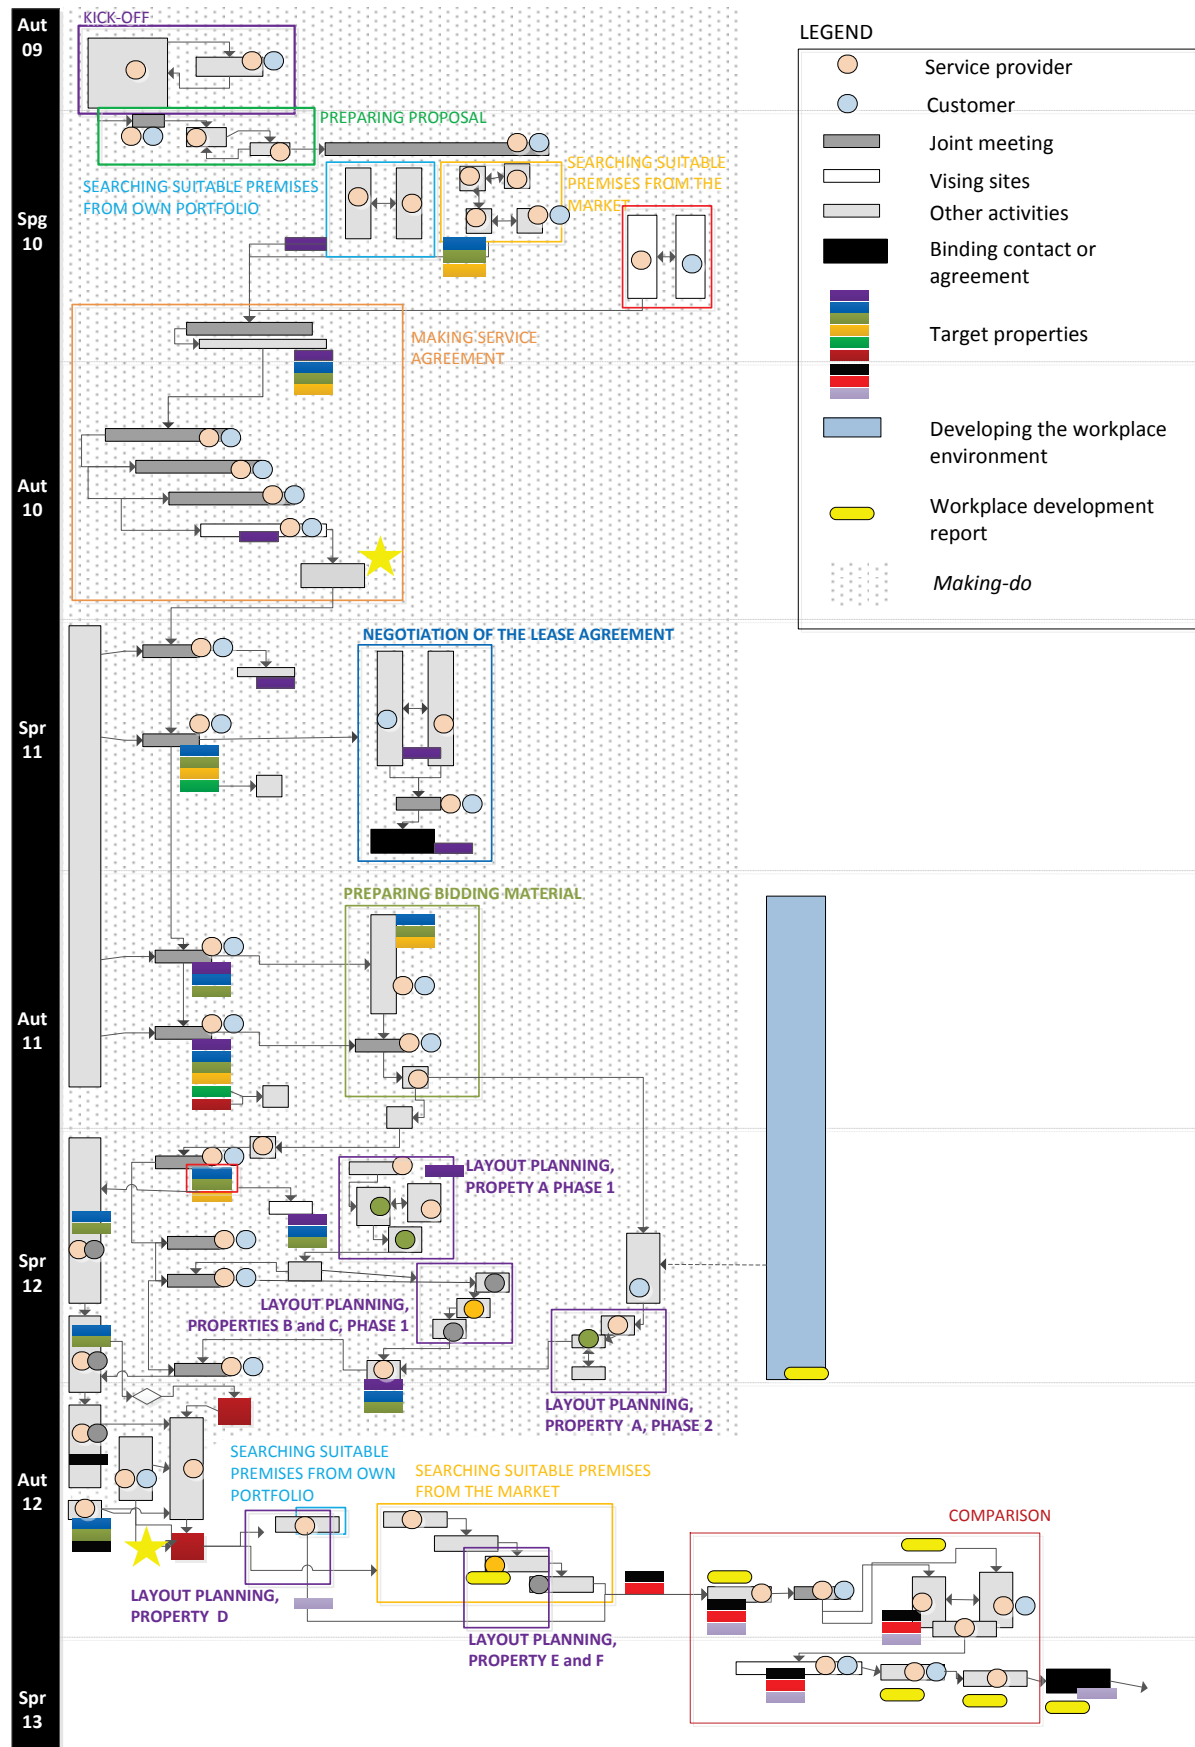 Aut
09
KICK-OFF
LEGEND
Service provider
Customer
Joint meeting
Vising sites
Other activities
Binding contact or
agreement
Target properties
Developing the workplace
environment
Workplace development
report
Making-do
PREPARING PROPOSAL
SEARCHING SUITABLE PREMISES
FROM OWN PORTFOLIO
SEARCHING SUITABLE
PREMISES FROM THE
MARKET
Spg
10
MAKING SERVICE
AGREEMENT
Aut
10
NEGOTIATION OF THE LEASE AGREEMENT
Spr
11
PREPARING BIDDING MATERIAL
Aut
11
LAYOUT PLANNING,
PROPETY A PHASE 1
Spr
12
LAYOUT PLANNING,
PROPERTIES B and C, PHASE 1
LAYOUT PLANNING,
PROPERTY A, PHASE 2
Aut
12
SEARCHING SUITABLE
PREMISES FROM OWN
PORTFOLIO
SEARCHING SUITABLE PREMISES
FROM THE MARKET
COMPARISON
LAYOUT PLANNING,
PROPERTY D
LAYOUT PLANNING,
PROPERTY E and F
Spr
13